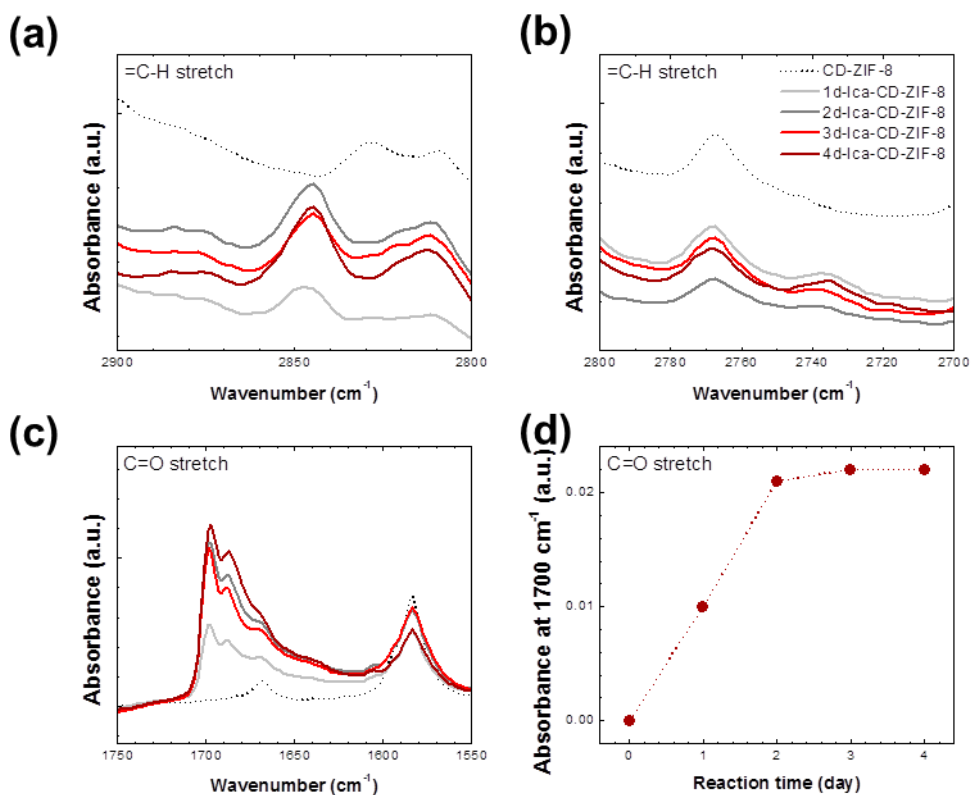 (a)
=C-H stretch
Absorbance (a.u.)
2900
2850
2800
Wavenumber (cm⁻¹)
(b)
=C-H stretch
CD-ZIF-8
1d-Ica-CD-ZIF-8
2d-Ica-CD-ZIF-8
3d-Ica-CD-ZIF-8
4d-Ica-CD-ZIF-8
Absorbance (a.u.)
2800
2780
2760
2740
2720
2700
Wavenumber (cm⁻¹)
(c)
C=O stretch
Absorbance (a.u.)
1750
1700
1650
1600
1550
Wavenumber (cm⁻¹)
(d)
C=O stretch
Absorbance at 1700 cm⁻¹ (a.u.)
0.02
0.01
0.00
0
1
2
3
4
Reaction time (day)